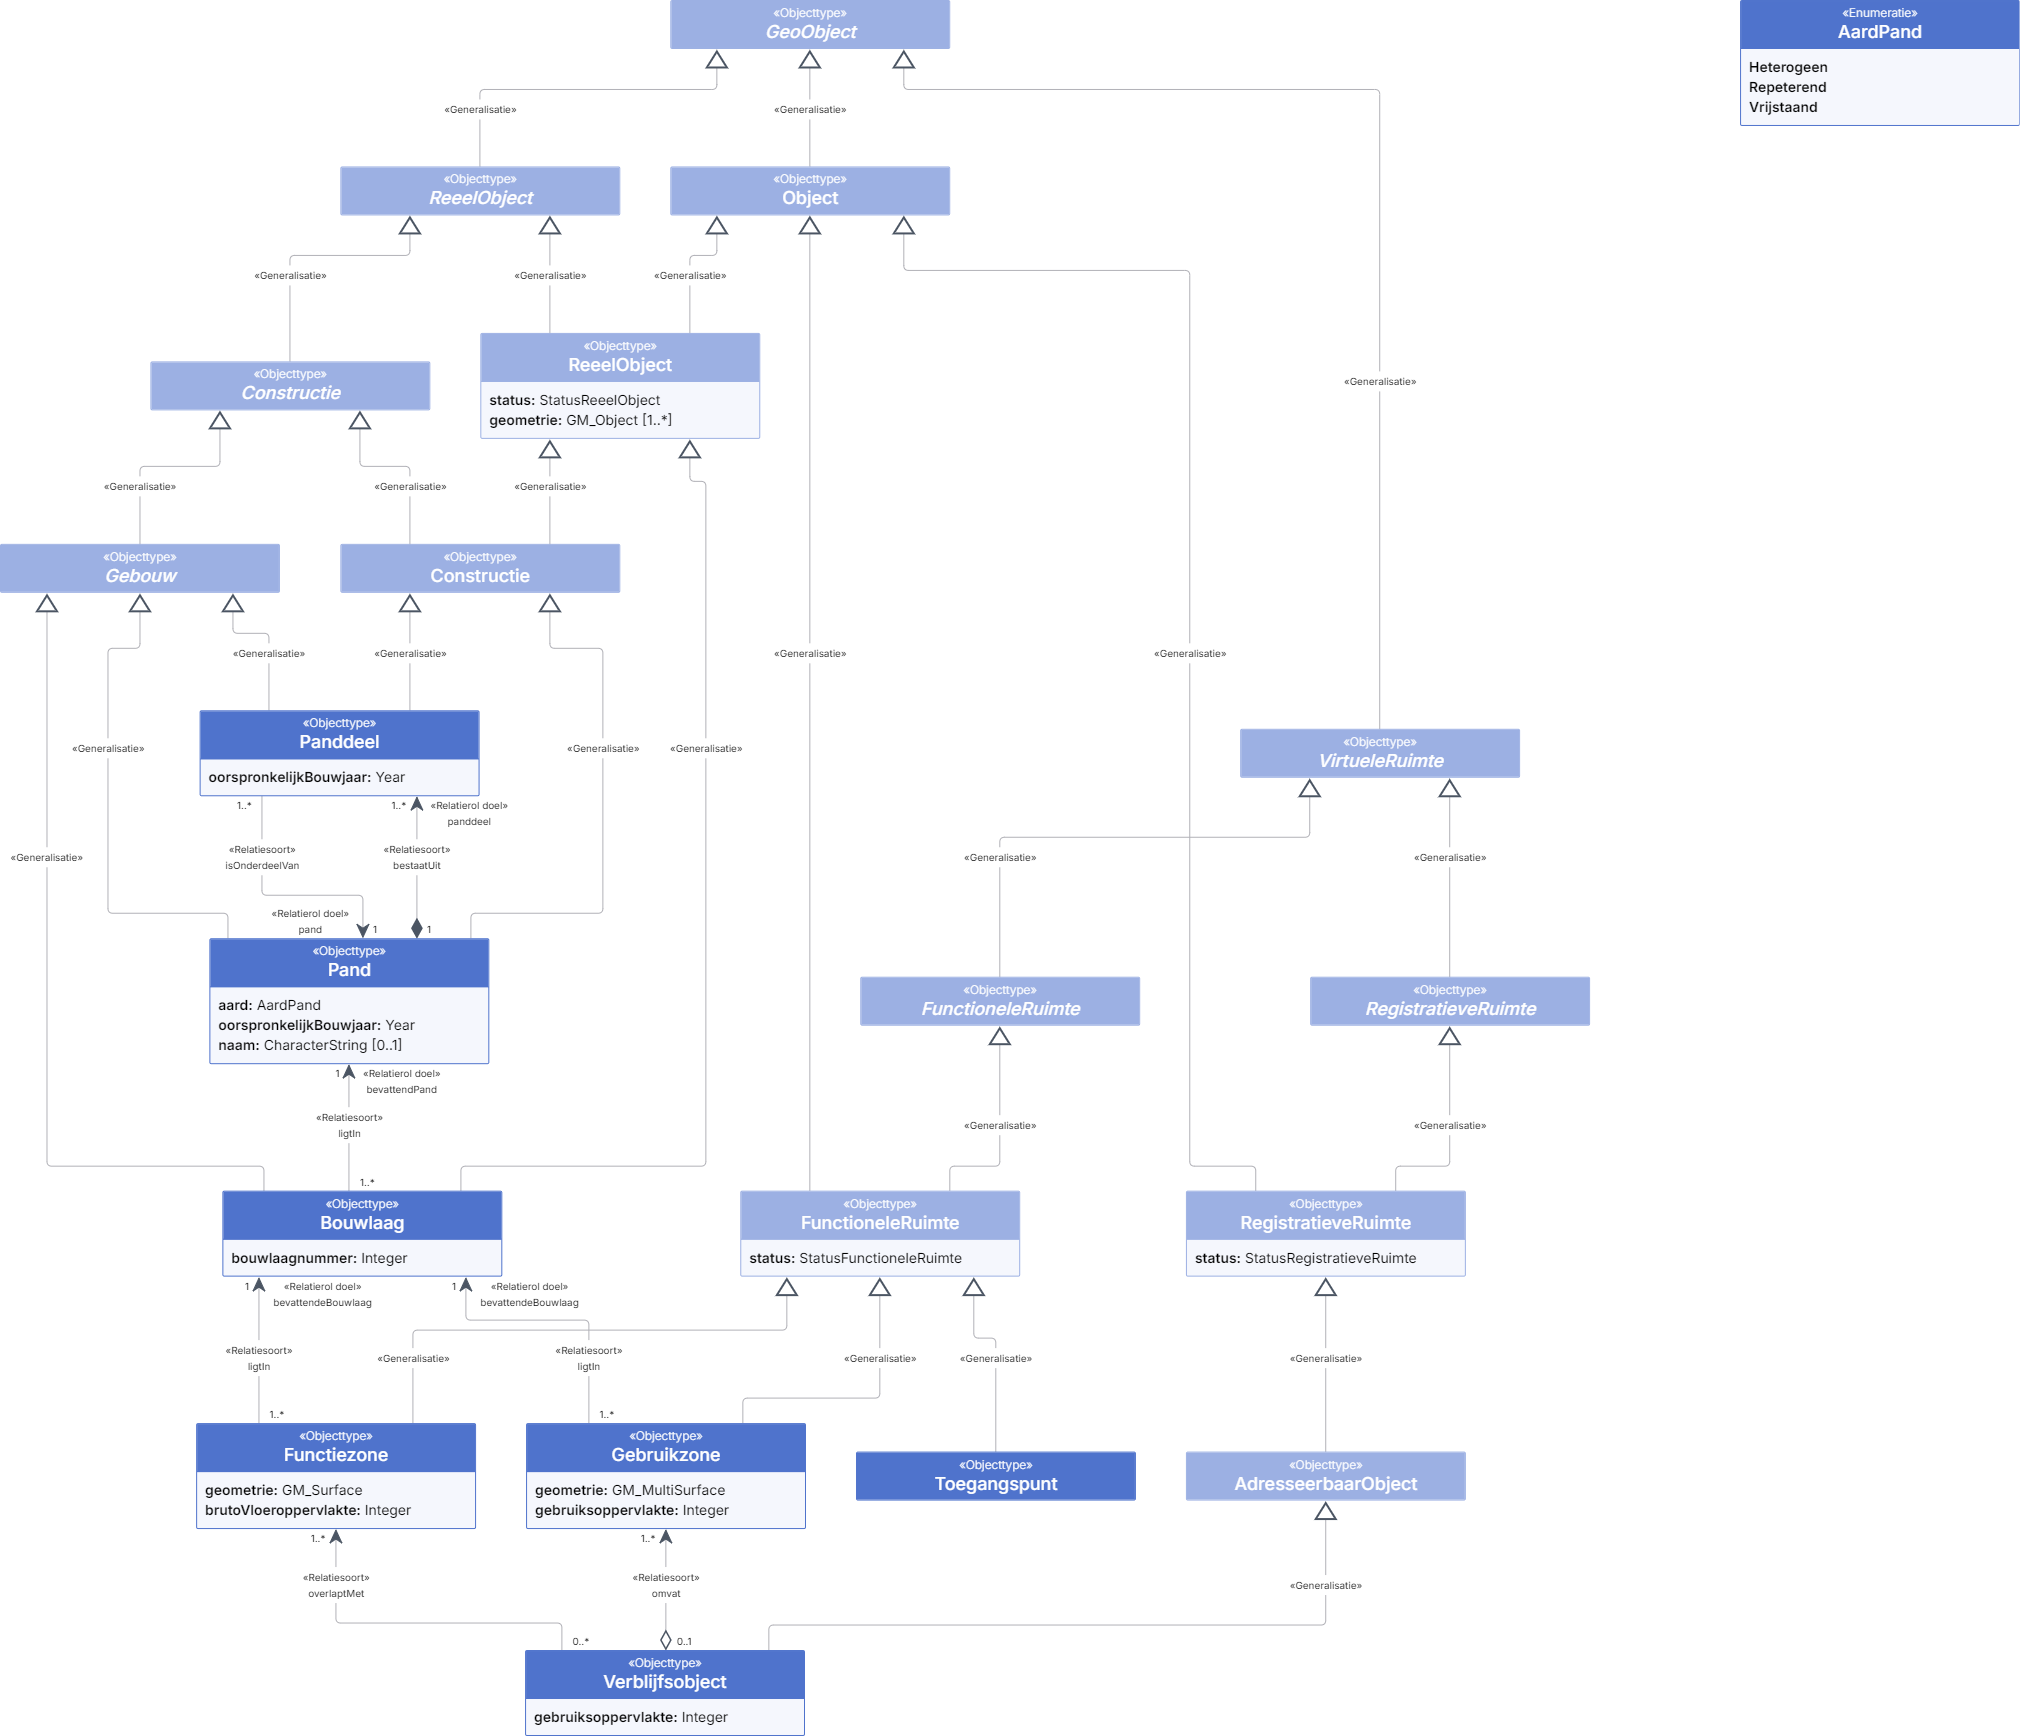 «Objecttype»
GeoObject
«Enumeratie»
AardPand
Heterogeen
Repeterend
Vrijstaand
«Generalisatie»
«Generalisatie»
«Objecttype»
ReeelObject
«Objecttype»
Object
«Generalisatie»
«Generalisatie»
«Generalisatie»
«Objecttype»
ReeelObject
status: StatusReeelObject
geometrie: GM_Object [1..*]
«Objecttype»
Constructie
«Generalisatie»
«Generalisatie»
«Generalisatie»
«Generalisatie»
«Objecttype»
Gebouw
«Objecttype»
Constructie
«Generalisatie»
«Generalisatie»
«Generalisatie»
«Generalisatie»
«Objecttype»
Panddeel
oorspronkelijkBouwjaar: Year
«Generalisatie»
«Generalisatie»
«Generalisatie»
«Objecttype»
VirtueleRuimte
1..*
1..*
«Relatierol doel»
panddeel
«Generalisatie»
«Relatiesoort»
isOnderdeelVan
«Relatiesoort»
bestaatUit
«Generalisatie»
«Generalisatie»
«Relatierol doel»
pand
1
1
«Objecttype»
Pand
aard: AardPand
oorspronkelijkBouwjaar: Year
naam: CharacterString [0..1]
«Objecttype»
FunctioneleRuimte
«Objecttype»
RegistratieveRuimte
1
«Relatierol doel»
bevattendPand
«Relatiesoort»
ligtIn
«Generalisatie»
«Generalisatie»
1..*
«Objecttype»
Bouwlaag
bouwlaagnummer: Integer
«Objecttype»
FunctioneleRuimte
status: StatusFunctioneleRuimte
«Objecttype»
RegistratieveRuimte
status: StatusRegistratieveRuimte
1
«Relatierol doel»
bevattendeBouwlaag
1
«Relatierol doel»
bevattendeBouwlaag
«Relatiesoort»
ligtIn
«Generalisatie»
«Relatiesoort»
ligtIn
«Generalisatie»
«Generalisatie»
«Generalisatie»
1..*
1..*
«Objecttype»
Functiezone
geometrie: GM_Surface
brutoVloeroppervlakte: Integer
«Objecttype»
Gebruikzone
geometrie: GM_MultiSurface
gebruiksoppervlakte: Integer
«Objecttype»
Toegangspunt
«Objecttype»
AdresseerbaarObject
1..*
1..*
«Relatiesoort»
overlaptMet
«Relatiesoort»
omvat
«Generalisatie»
0..*
0..1
«Objecttype»
Verblijfsobject
gebruiksoppervlakte: Integer